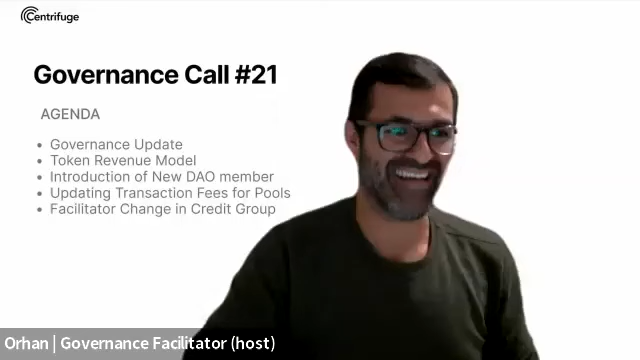 Centrifuge
Governance Call #21
AGENDA
• Governance Update
• Token Revenue Model
• Introduction of New DAO member
• Updating Transaction Fees for Pools
• Facilitator Change in Credit Group
Orhan | Governance Facilitator (host)